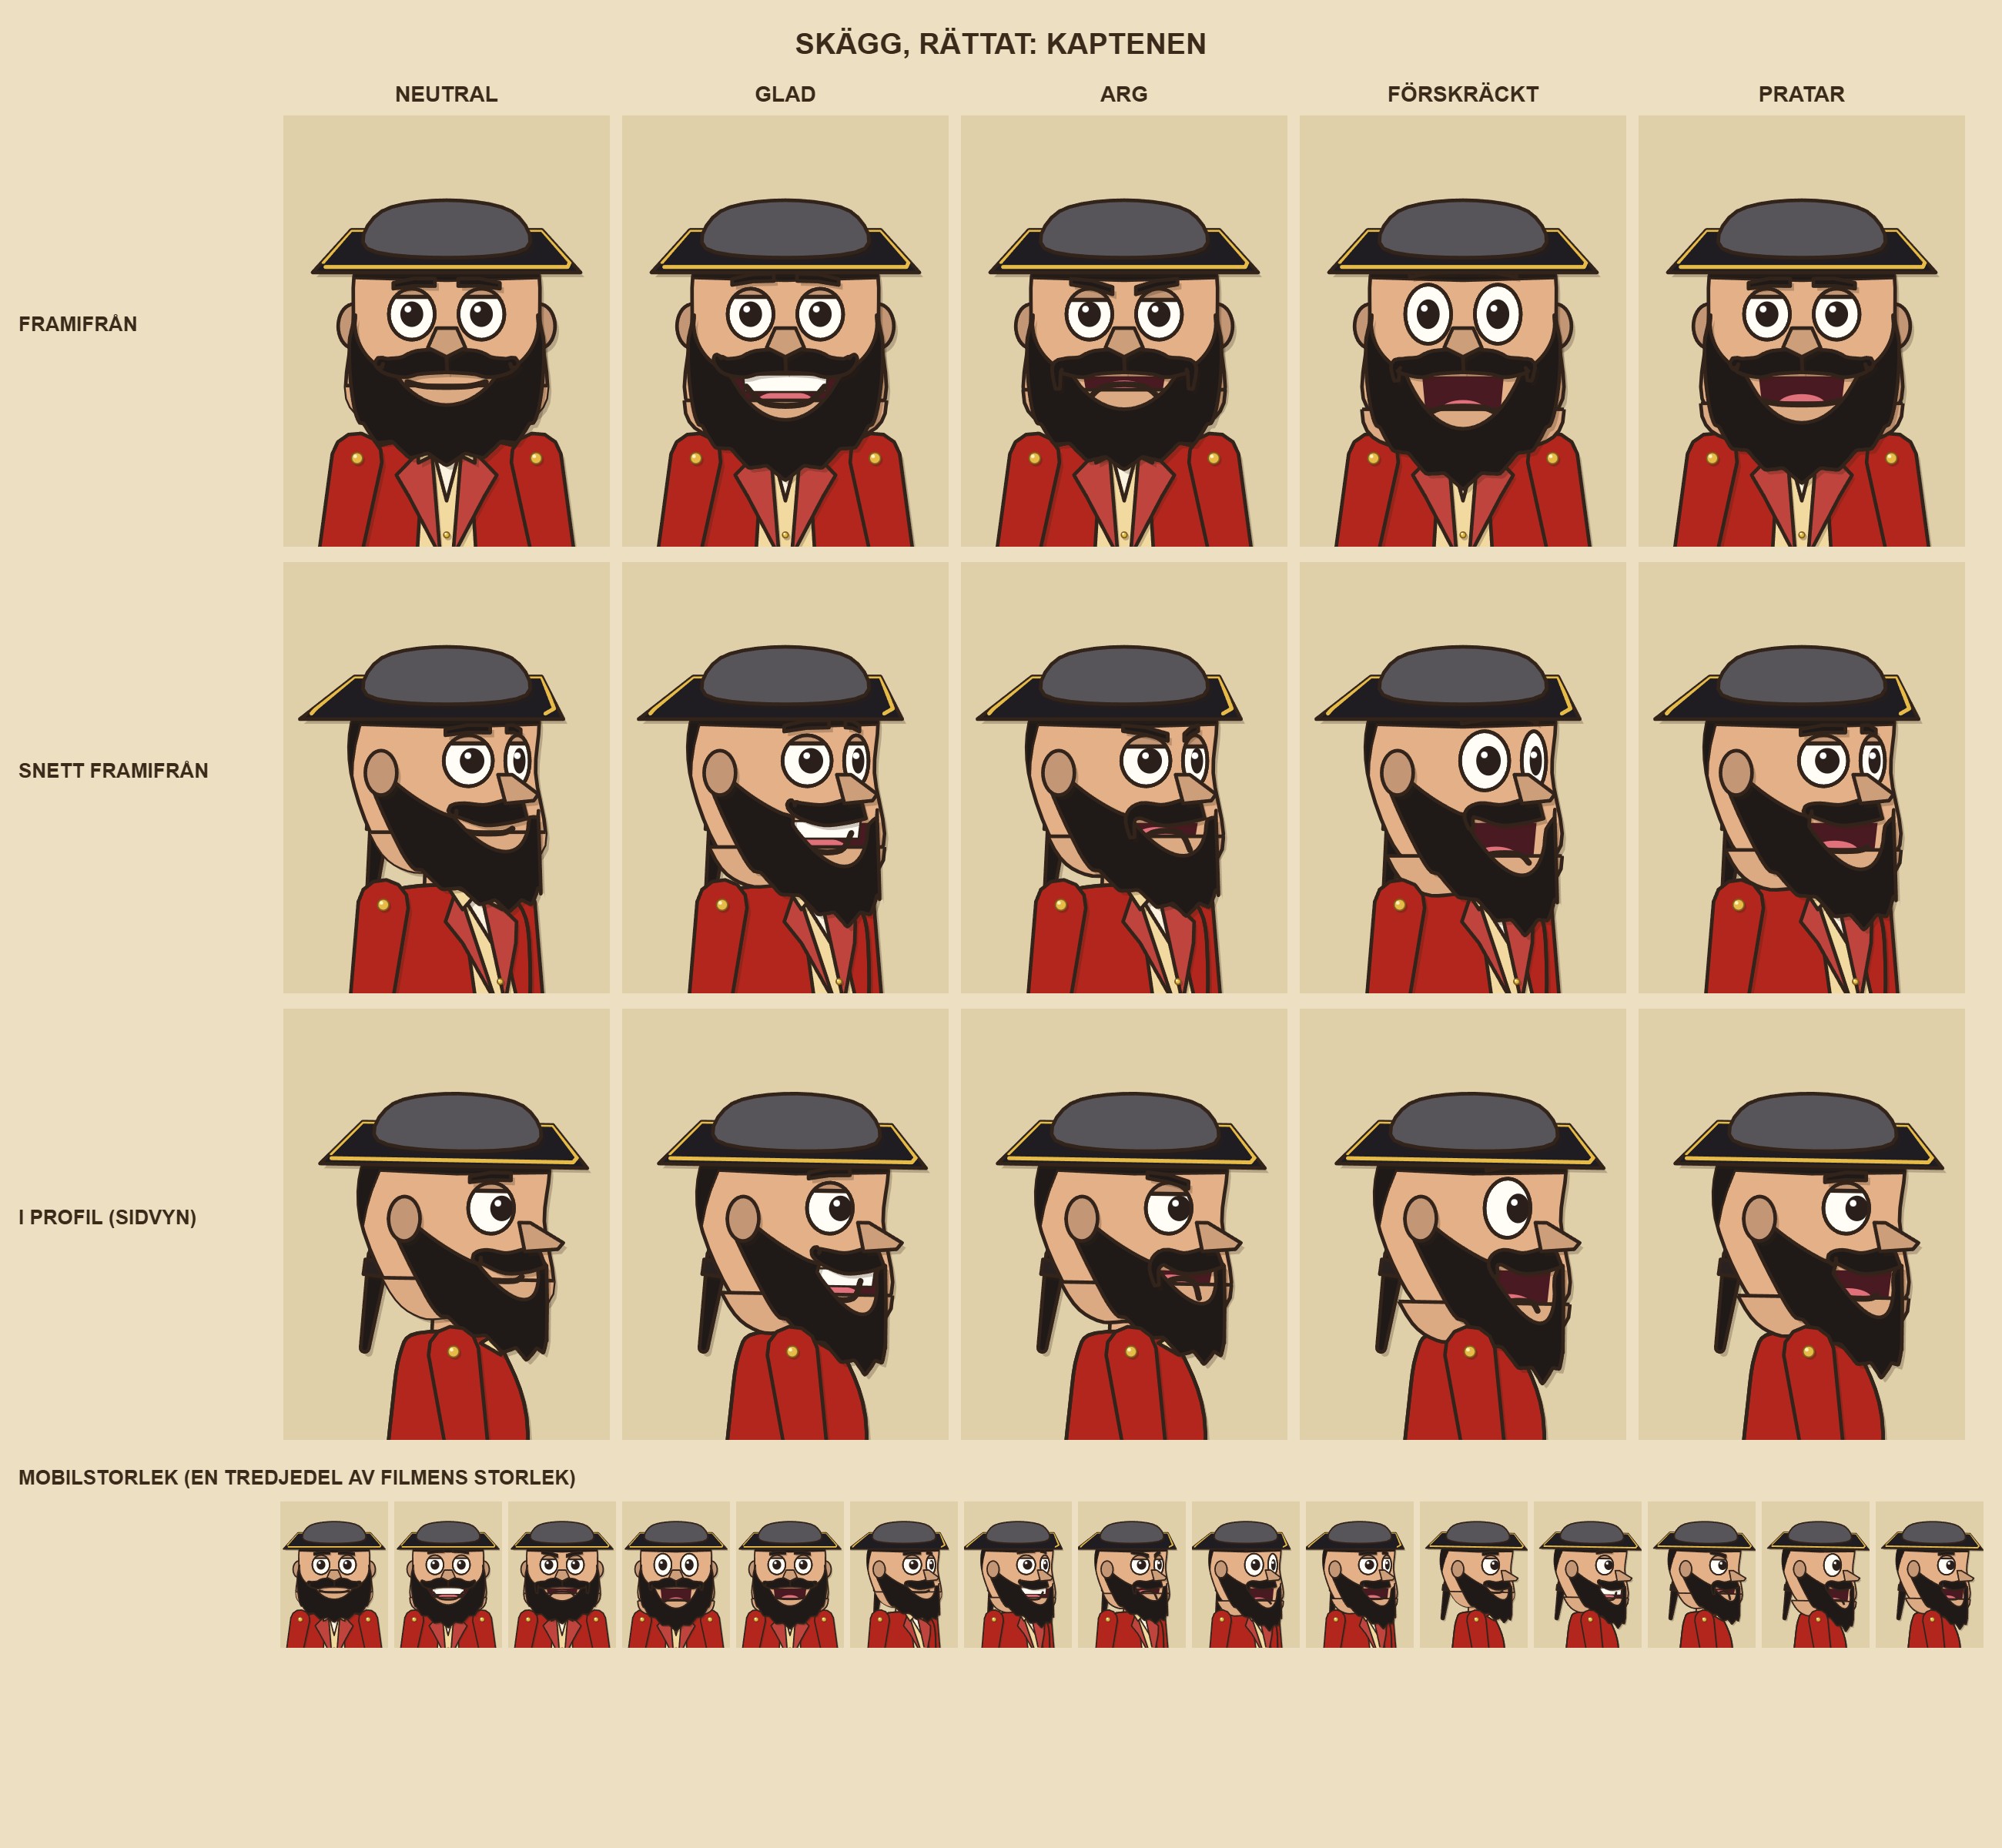 SKÄGG, RÄTTAT: KAPTENEN
NEUTRAL GLAD ARG FÖRSKRÄCKT PRATAR
FRAMIFRÅN
SNETT FRAMIFRÅN
I PROFIL (SIDVYN)
MOBILSTORLEK (EN TREDJEDEL AV FILMENS STORLEK)